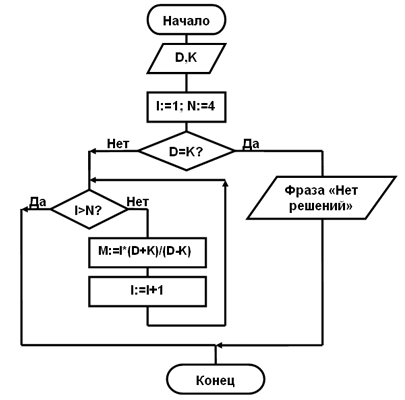 Начало
D,K
I:=1; N:=4
Нет
Да
D=K?
Да
I>N?
Нет
Фраза «Нет
решений»
M:=I*(D+K)/(D-K)
I:=I+1
Конец